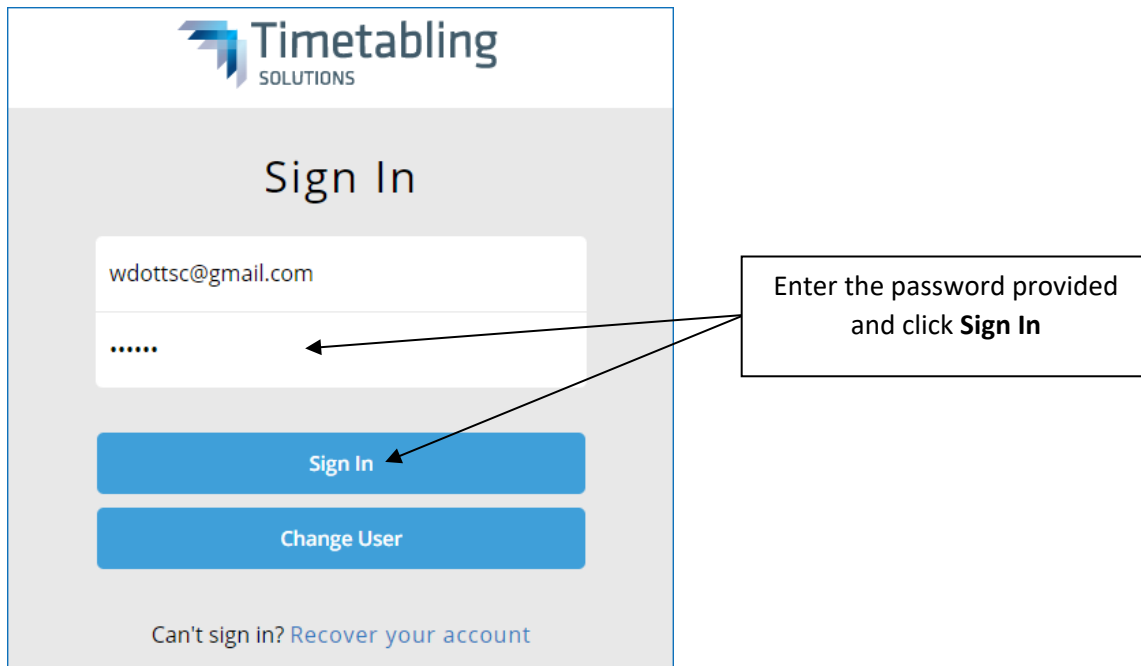 Timetabling
SOLUTIONS
Sign In
wdottsc@gmail.com
••••••
Enter the password provided
and click Sign In
Sign In
Change User
Can't sign in? Recover your account